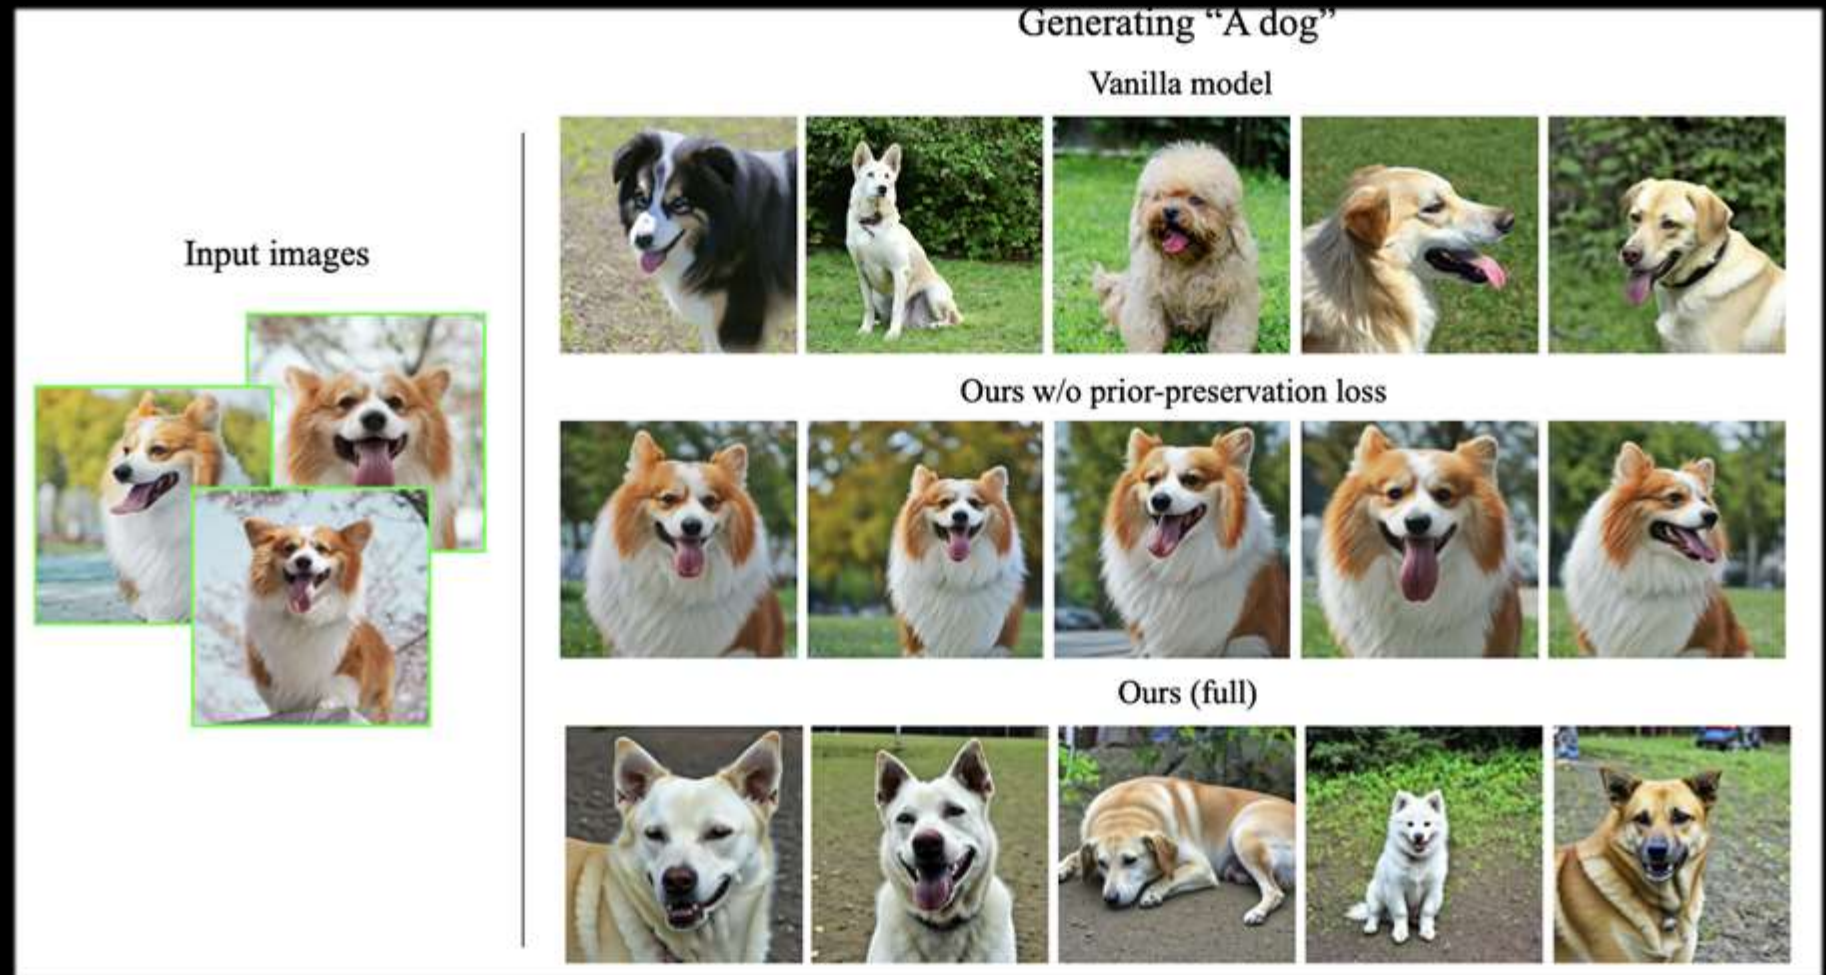 Generating “A dog”
Vanilla model
Input images
Ours w/o prior-preservation loss
Ours (full)